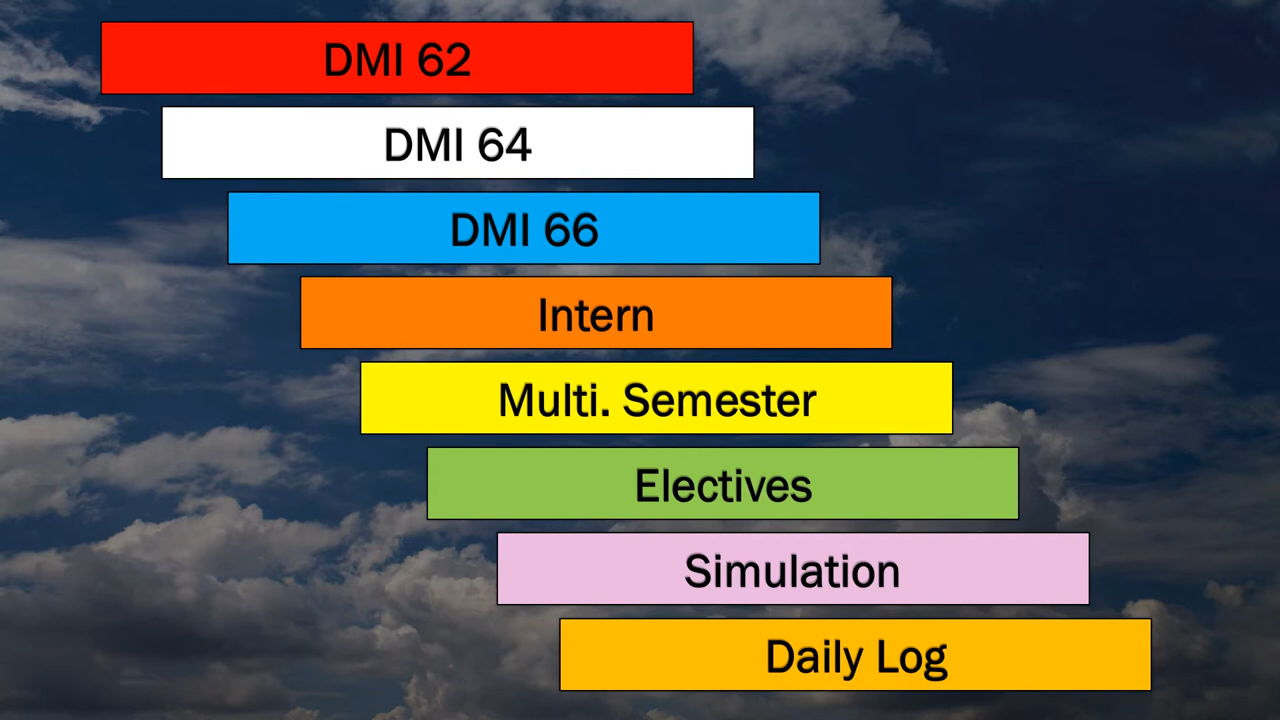 DMI 62
DMI 64
DMI 66
Intern
Multi. Semester
Electives
Simulation
Daily Log